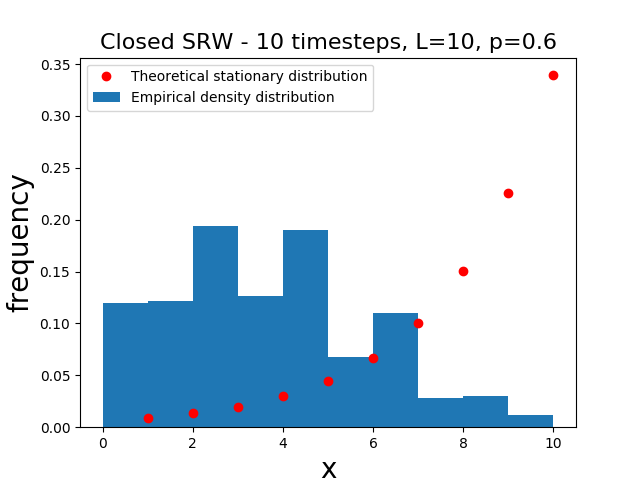 Closed SRW - 10 timesteps, L=10, p=0.6
Theoretical stationary distribution
Empirical density distribution
frequency
0.35
0.30
0.25
0.20
0.15
0.10
0.05
0.00
0 2 4 6 8 10
x